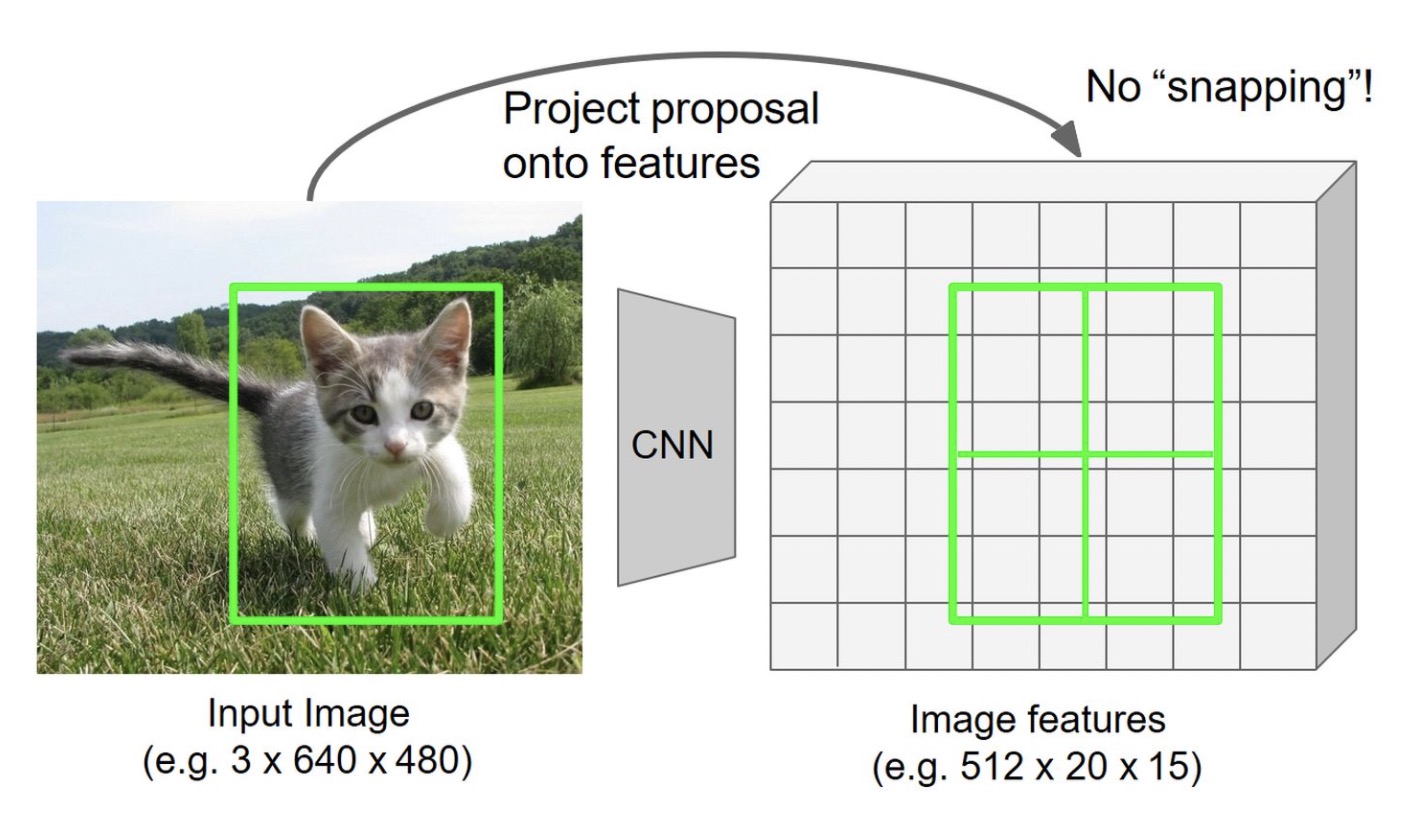 No “snapping”!
Project proposal
onto features
CNN
Input Image
(e.g. 3 x 640 x 480)
Image features
(e.g. 512 x 20 x 15)